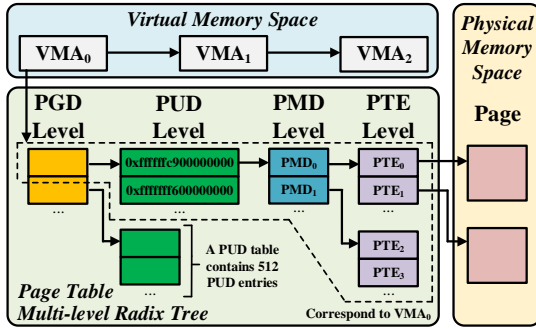 Virtual Memory Space
VMA0
VMA1
VMA2
Physical
Memory
Space
Page
PGD
Level
PUD
Level
PMD
Level
PTE
Level
0xffffffc900000000
0xfffffff600000000
...
PMD0
PMD1
...
PTE0
PTE1
...
...
A PUD table
contains 512
PUD entries
...
PTE2
PTE3
...
Page Table
Multi-level Radix Tree
Correspond to VMA0
...